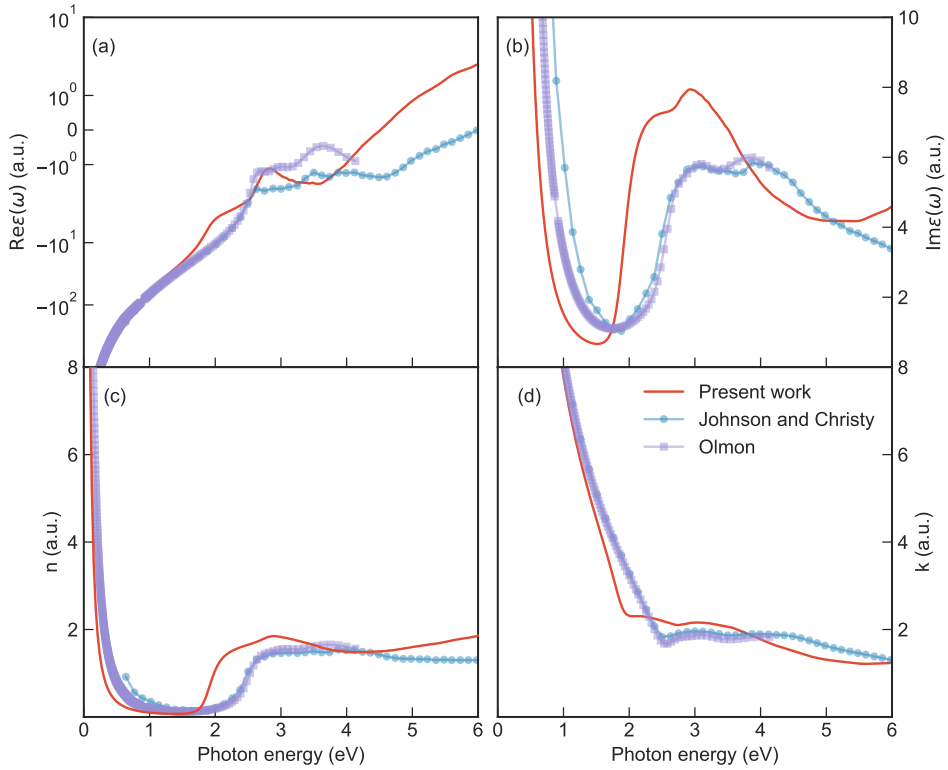 (a)
10¹
10⁰
0
-10⁰
−10¹
−10²
Reε(ω) (a.u.)
(b)
10
8
6
4
2
Imε(ω) (a.u.)
(c)
8
6
4
2
n (a.u.)
0 1 2 3 4 5 6
Photon energy (eV)
(d)
Present work
Johnson and Christy
Olmon
8
6
4
2
0
k (a.u.)
1 2 3 4 5 6
Photon energy (eV)